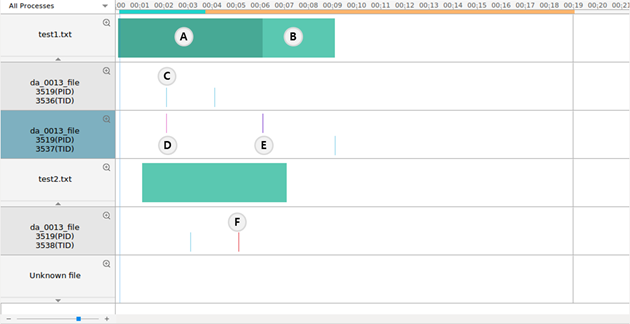 All Processes
:00 00:01 00:02 00:03 00:04 00:05 00:06 00:07 00:08 00:09 00:10 00:11 00:12 00:13 00:14 00:15 00:16 00:17 00:18 00:19 00:20 00:21
test1.txt
A
B
C
da_0013_file
3519(PID)
3536(TID)
da_0013_file
3519(PID)
3537(TID)
D
E
test2.txt
F
da_0013_file
3519(PID)
3538(TID)
Unknown file